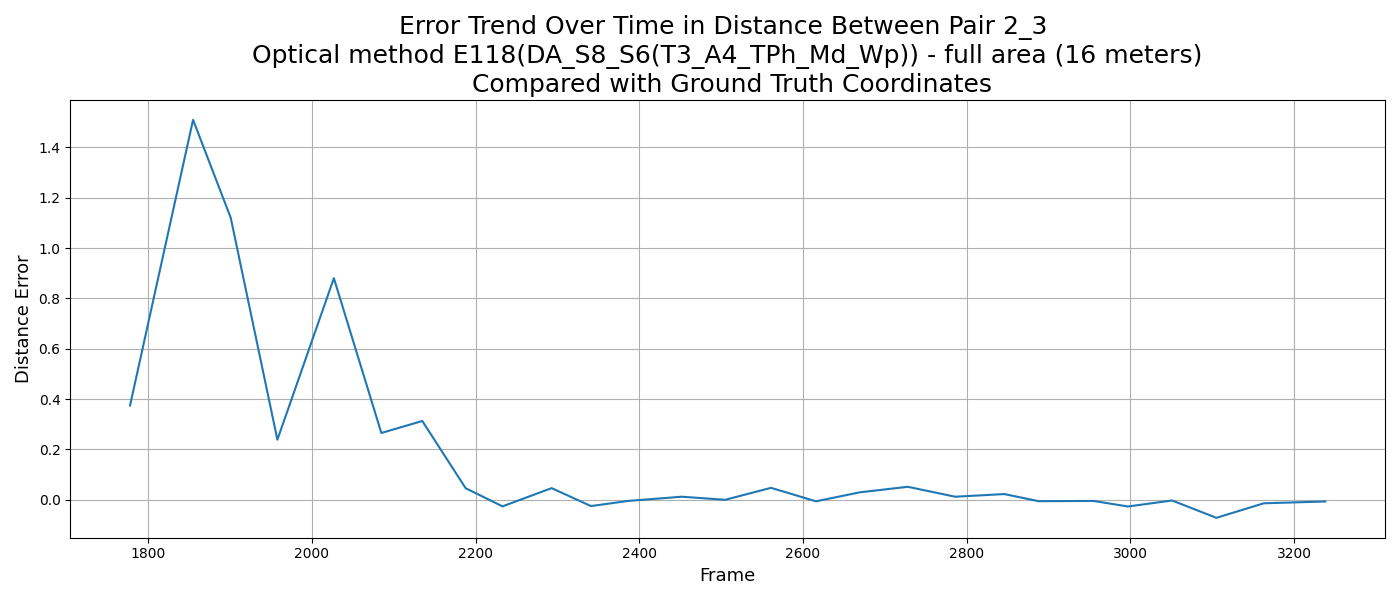 Error Trend Over Time in Distance Between Pair 2_3
Optical method E118(DA_S8_S6(T3_A4_TPh_Md_Wp)) - full area (16 meters)
Compared with Ground Truth Coordinates
Distance Error
1.4
1.2
1.0
0.8
0.6
0.4
0.2
0.0
1800 2000 2200 2400 2600 2800 3000 3200
Frame